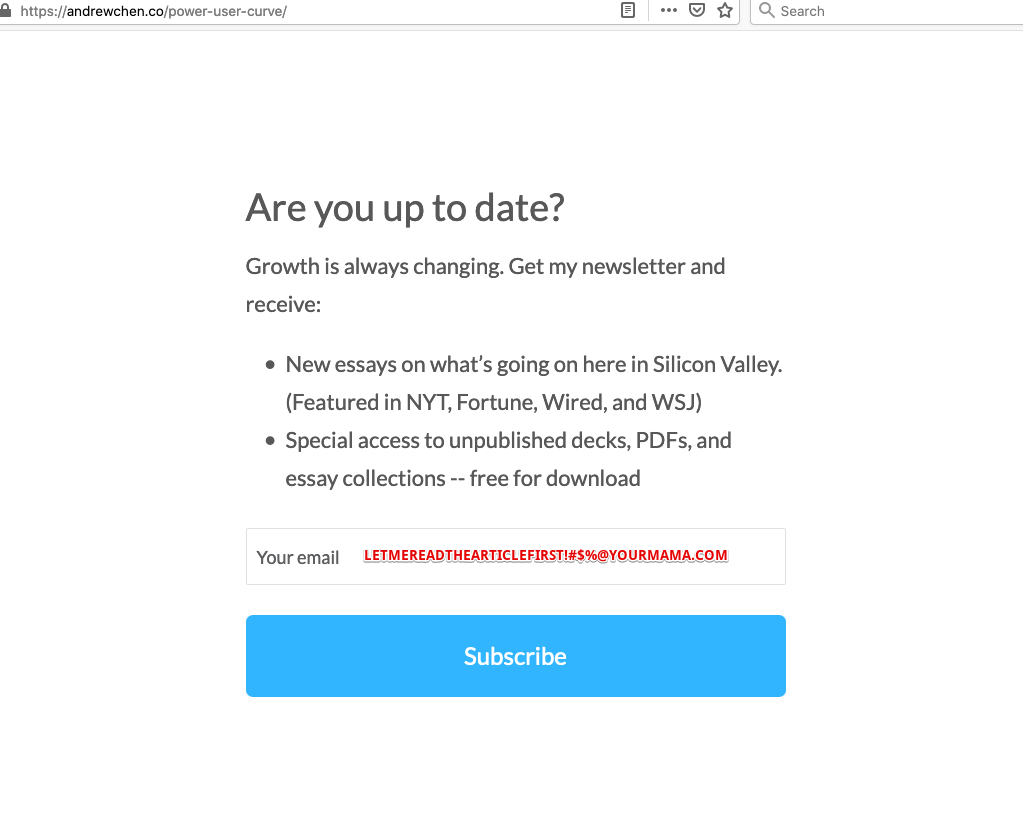 https://andrewchen.co/power-user-curve/
Search
Are you up to date?
Growth is always changing. Get my newsletter and
receive:
• New essays on what's going on here in Silicon Valley.
(Featured in NYT, Fortune, Wired, and WSJ)
• Special access to unpublished decks, PDFs, and
essay collections -- free for download
Your email LETMEREADTHEARTICLEFIRST!#$%@YOURMAMA.COM
Subscribe